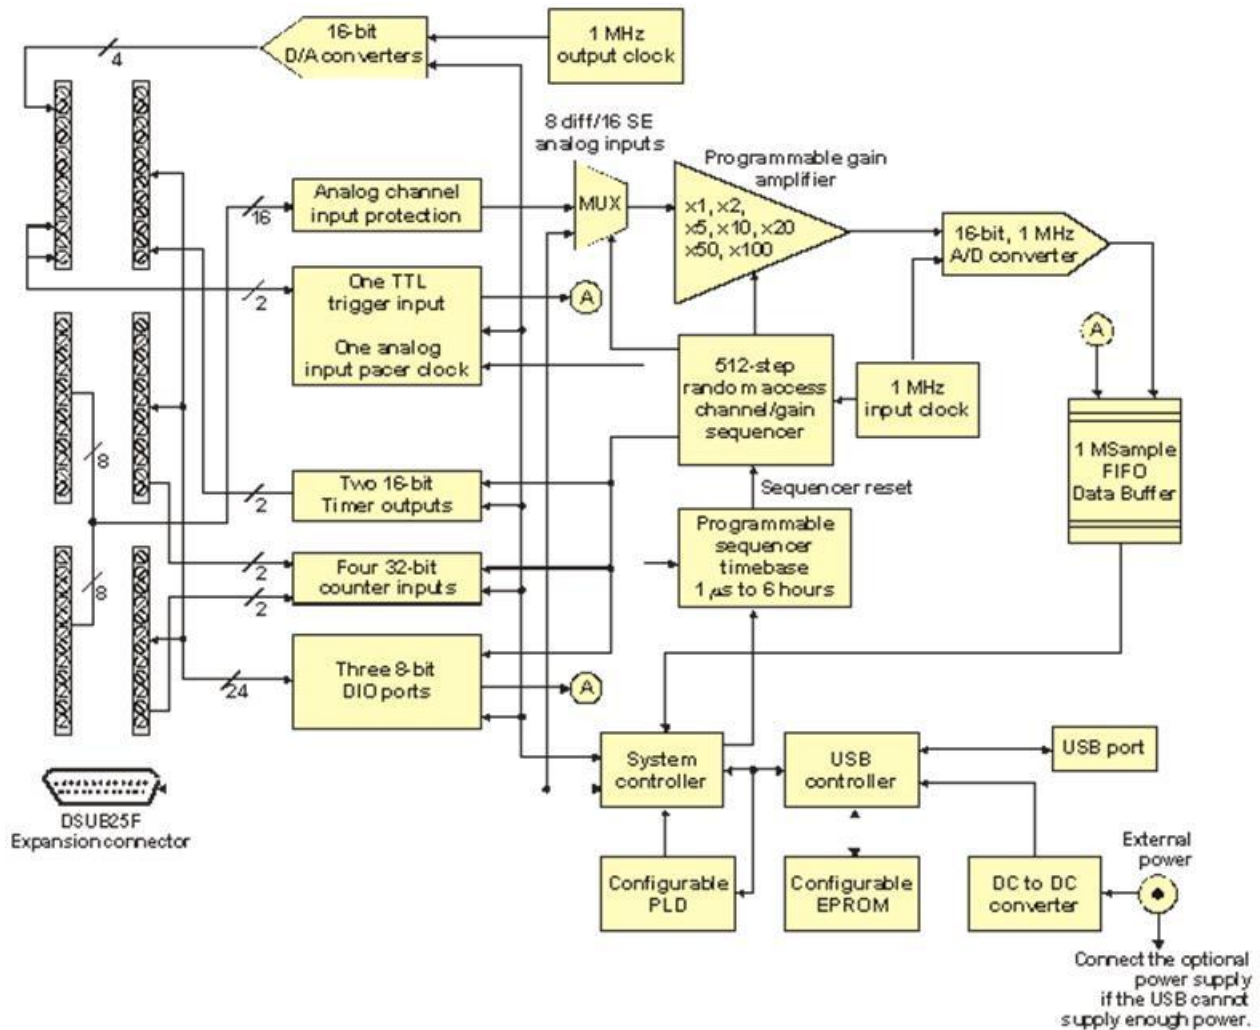 16-bit
D/A converters
1 MHz
output clock
4
8 diff/16 SE
analog inputs
Programmable gain
amplifier
Analog channel
input protection
16
MUX
x1, x2,
x5, x10, x20
x50, x100
16-bit, 1 MHz
A/D converter
One TTL
trigger input
One analog
input pacer clock
2
A
A
512-step
random access
channel/gain
sequencer
1 MHz
input clock
1 MSample
FIFO
Data Buffer
8
Two 16-bit
Timer outputs
2
Sequencer reset
Programmable
sequencer
timebase
1 µs to 6 hours
Four 32-bit
counter inputs
2
2
8
Three 8-bit
DIO ports
24
A
System
controller
USB
controller
USB port
DSUB25F
Expansion connector
External
power
Configurable
PLD
Configurable
EPROM
DC to DC
converter
Connect the optional
power supply
if the USB cannot
supply enough power.